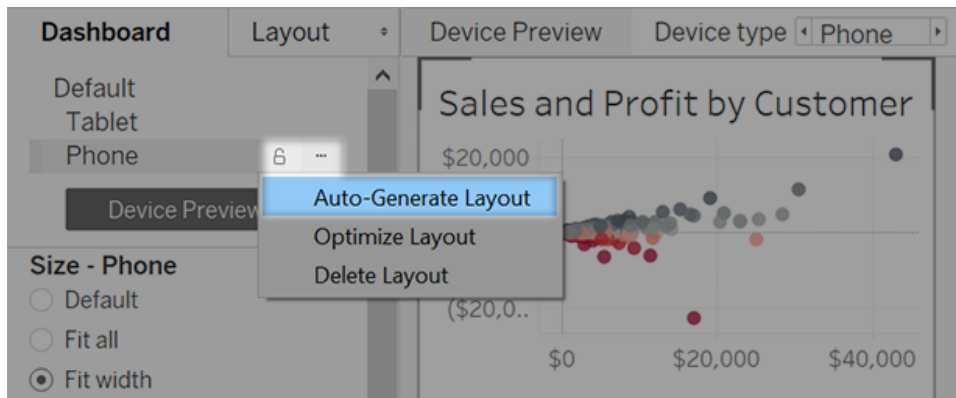 Dashboard
Layout
Device Preview
Device type
Phone
Default
Tablet
Phone
Device Preview
Auto-Generate Layout
Optimize Layout
Delete Layout
Size - Phone
Default
Fit all
Fit width
Sales and Profit by Customer
$20,000
($20,0..
$0
$20,000
$40,000